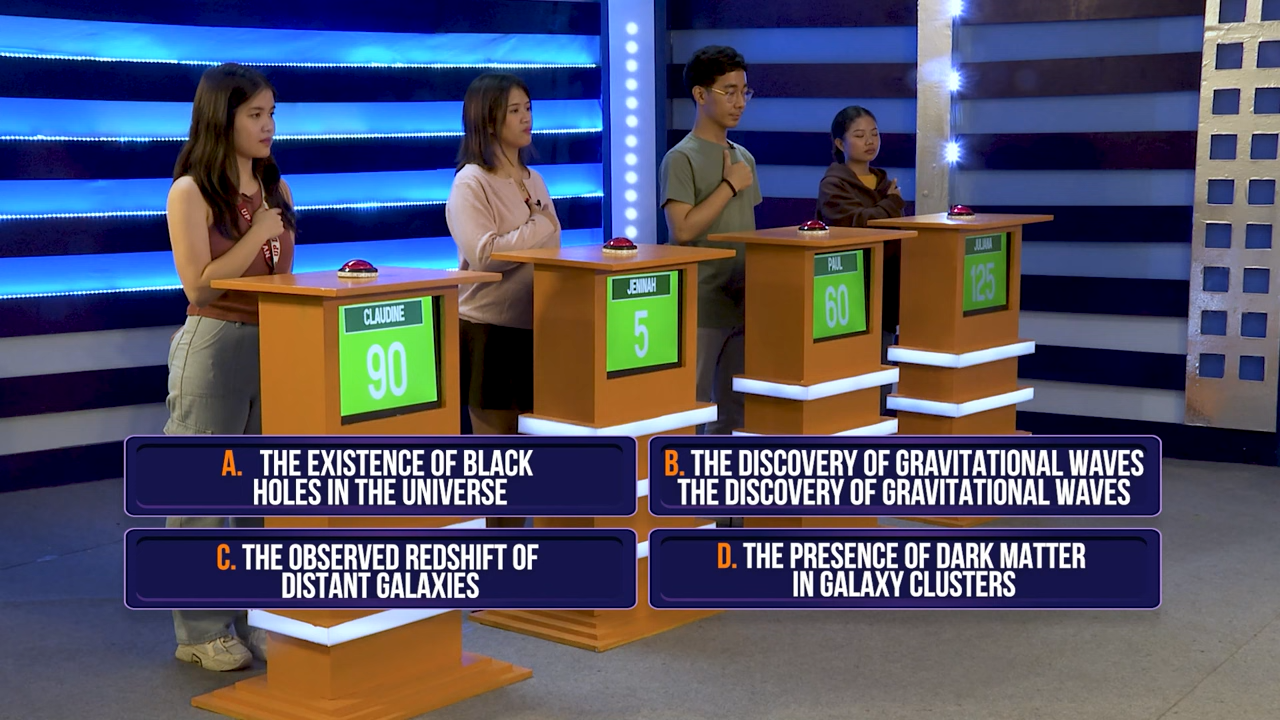 CLAUDINE
90
JENINAH
5
PAUL
60
JULIANA
125
A. THE EXISTENCE OF BLACK
HOLES IN THE UNIVERSE
B. THE DISCOVERY OF GRAVITATIONAL WAVES
THE DISCOVERY OF GRAVITATIONAL WAVES
C. THE OBSERVED REDSHIFT OF
DISTANT GALAXIES
D. THE PRESENCE OF DARK MATTER
IN GALAXY CLUSTERS